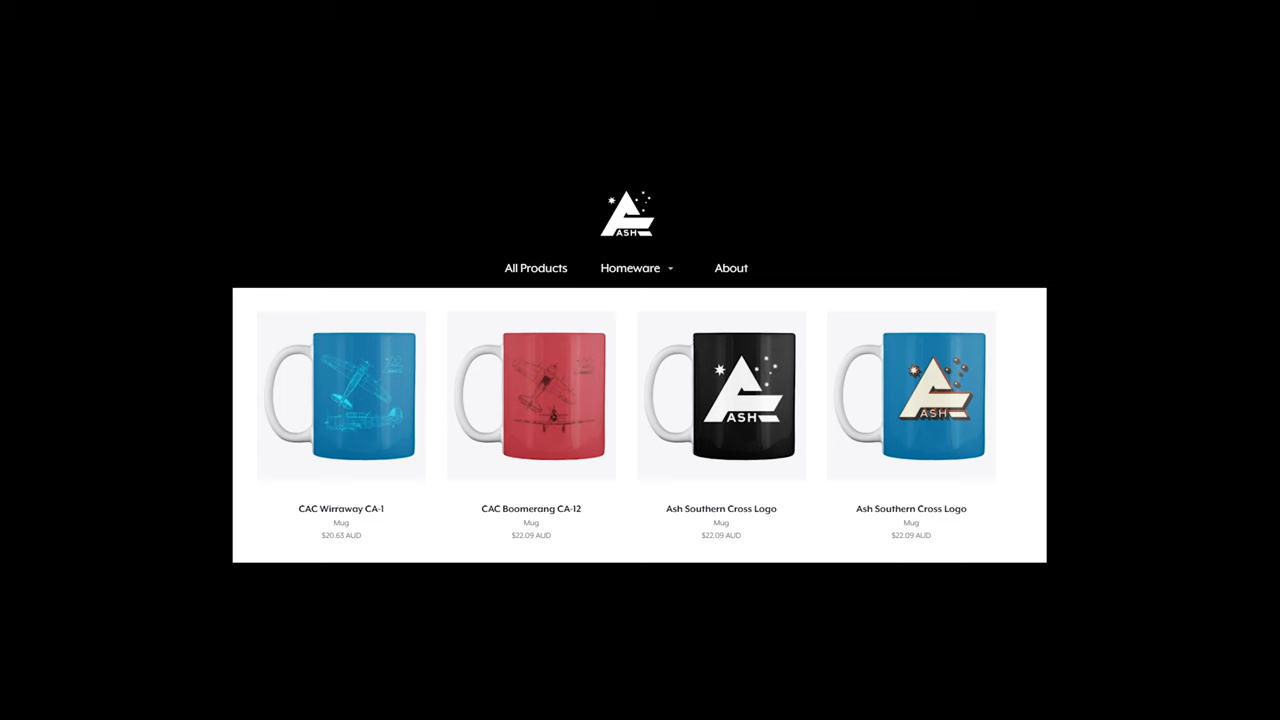 ASH
All Products Homeware About
ASH
ASH
CAC Wirraway CA-1
CAC Boomerang CA-12
Ash Southern Cross Logo
Ash Southern Cross Logo
Mug
Mug
Mug
Mug
$20.63 AUD
$22.09 AUD
$22.09 AUD
$22.09 AUD